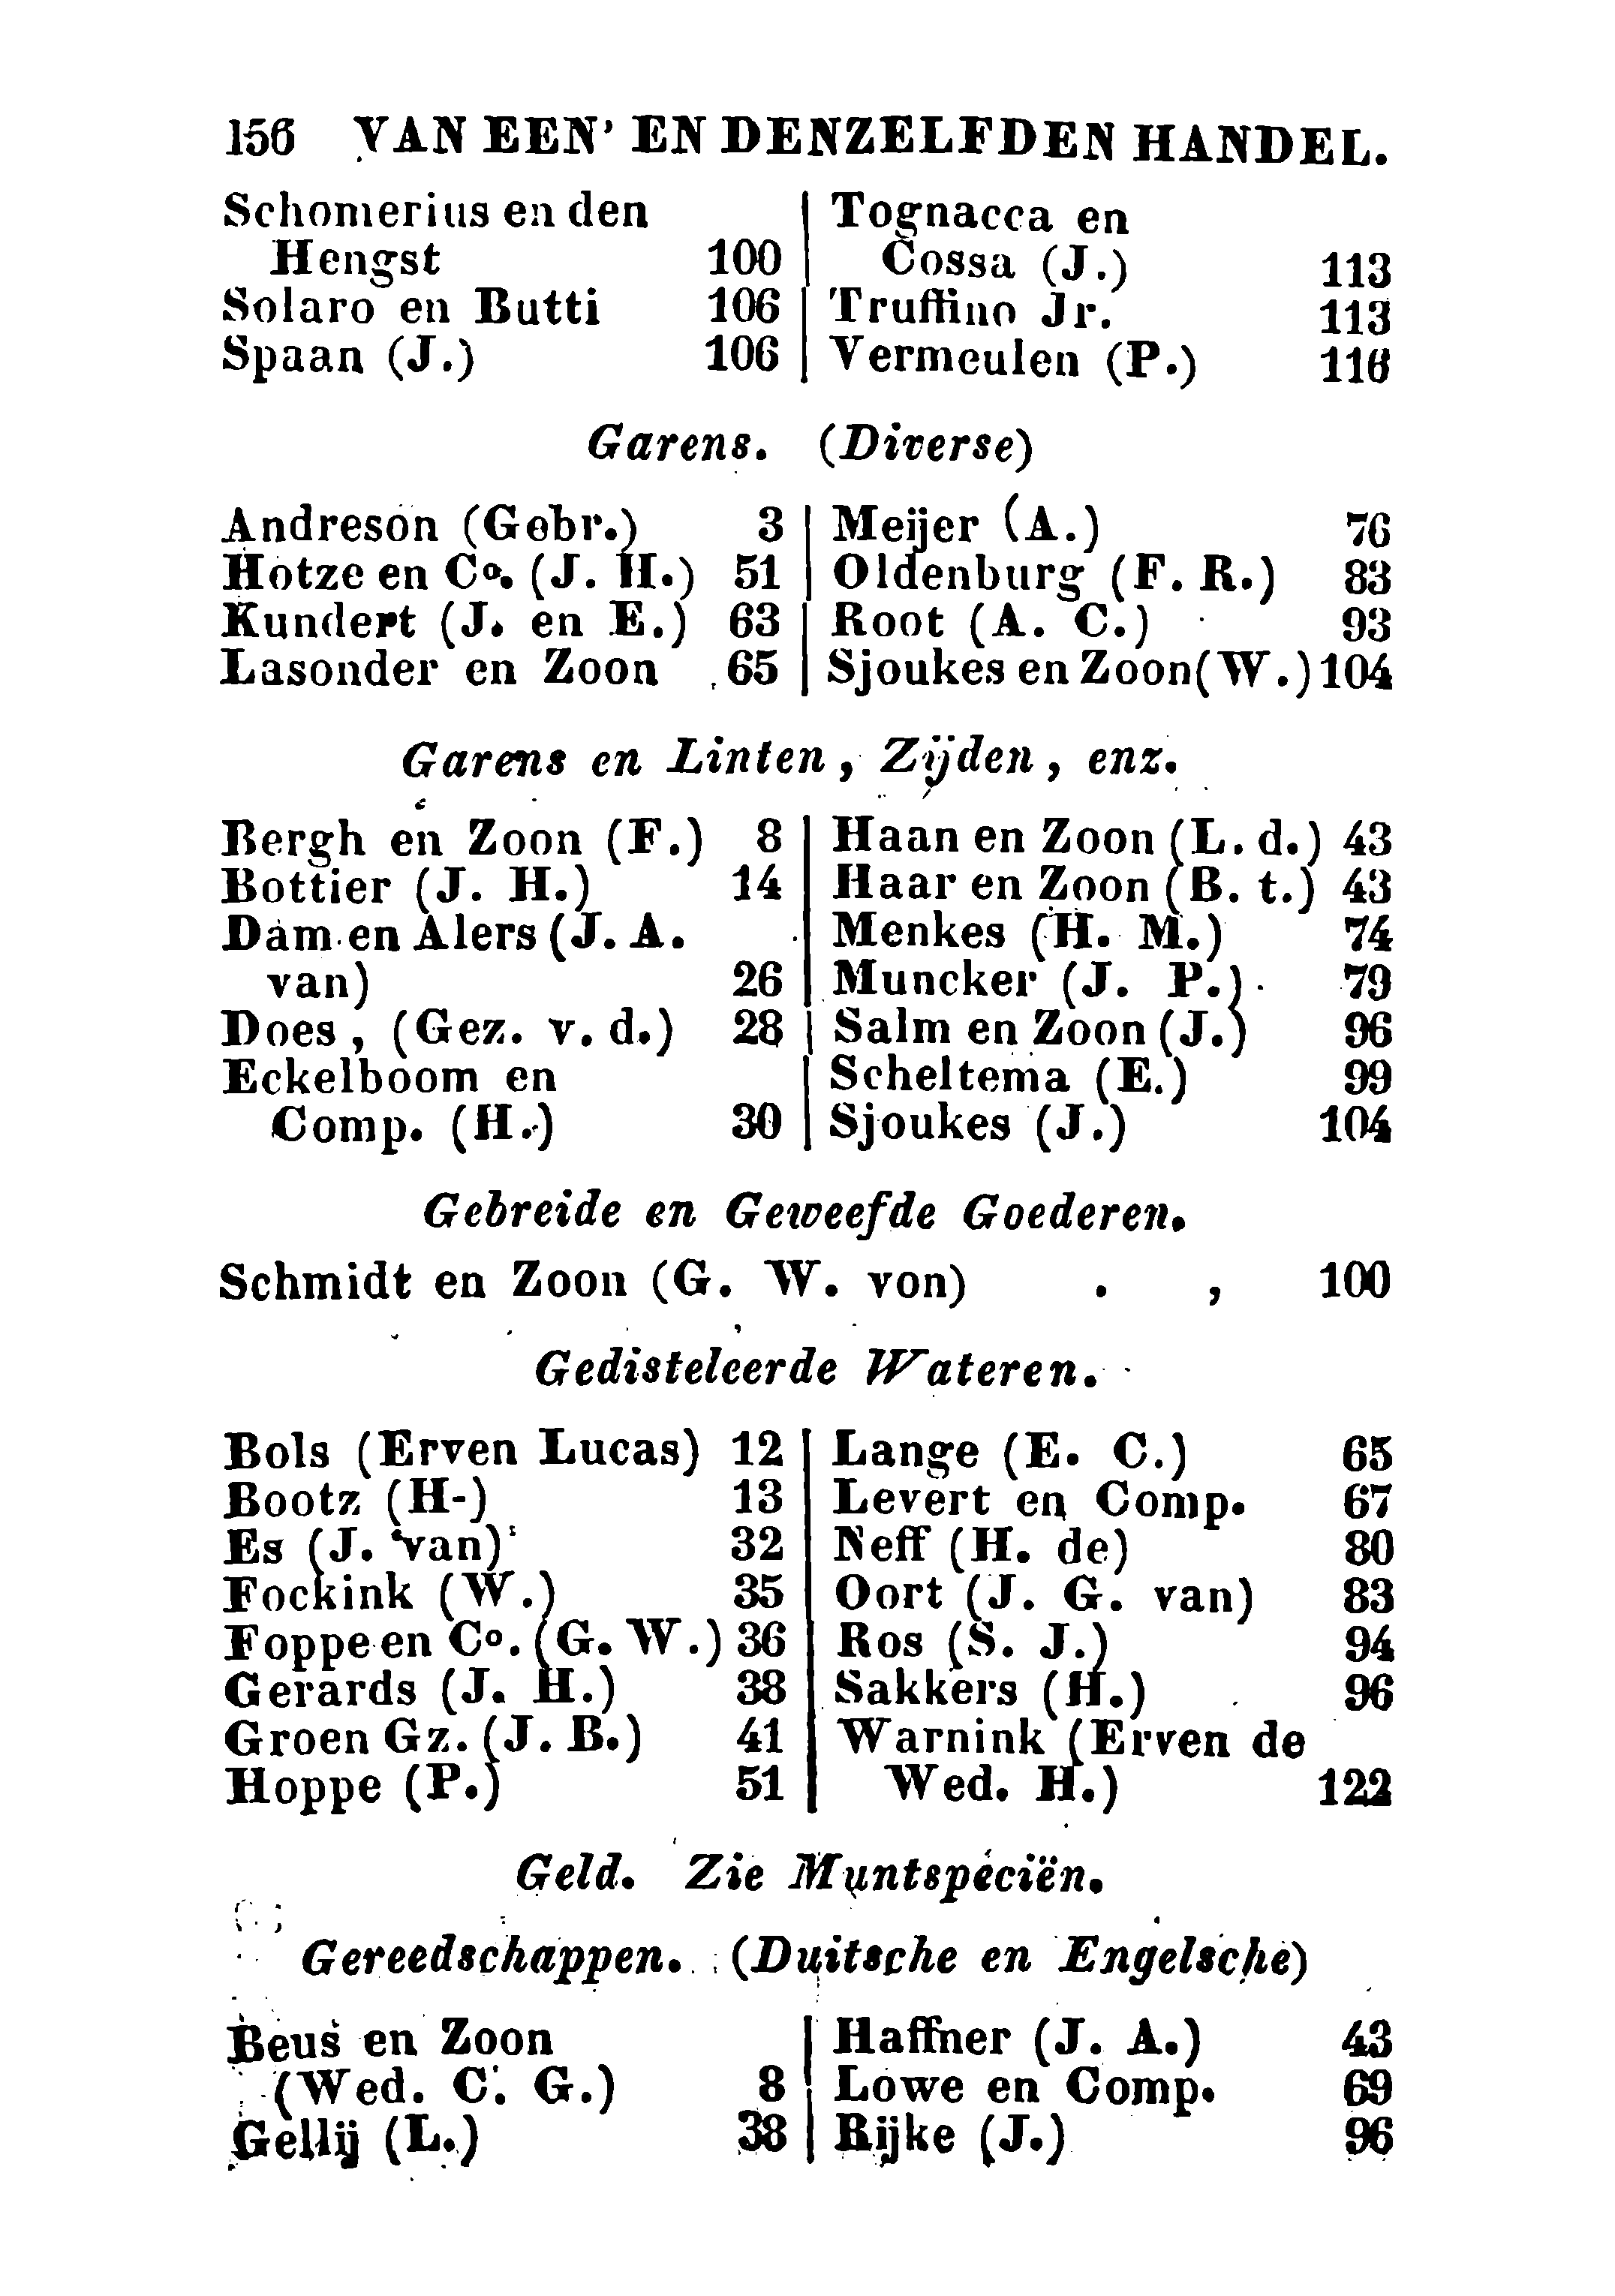 156 VAN EEN' EN DENZELFDEN HANDEL.
Schomerius en den
Hengst 100
Solaro en Butti 106
Spaan (J.) 106
Tognacca en
Cossa (J.) 113
Truffino Jr. 113
Vermeulen (P.) 116
Garens. (Diverse)
Andreson (Gebr.) 3
Hotze en Co. (J. H.) 51
Kundert (J. en E.) 63
Lasonder en Zoon 65
Meijer (A.) 76
Oldenburg (F. R.) 83
Root (A. C.) 93
Sjoukes en Zoon (W.) 104
Garens en Linten, Zijden, enz.
Bergh en Zoon (F.) 8
Bottier (J. H.) 14
Dam en Alers (J. A.
van) 26
Does, (Gez. v. d.) 28
Eckelboom en
Comp. (H.) 30
Haan en Zoon (L. d.) 43
Haar en Zoon (B. t.) 43
Menkes (H. M.) 74
Muncker (J. P.) 79
Salm en Zoon (J.) 96
Scheltema (E.) 99
Sjoukes (J.) 104
Gebreide en Geweefde Goederen.
Schmidt en Zoon (G. W. von) . , 100
Gedisteleerde Wateren.
Bols (Erven Lucas) 12
Bootz (H-) 13
Es (J. van) 32
Fockink (W.) 35
Foppe en Co. (G. W.) 36
Gerards (J. H.) 38
Groen Gz. (J. B.) 41
Hoppe (P.) 51
Lange (E. C.) 65
Levert en Comp. 67
Neff (H. de) 80
Oort (J. G. van) 83
Ros (S. J.) 94
Sakkers (H.) 96
Warnink (Erven de
Wed. H.) 122
Geld. Zie Muntspeciën.
Gereedschappen. (Duitsche en Engelsche)
Beus en Zoon
(Wed. C. G.) 8
Gellij (L.) 38
Haffner (J. A.) 43
Lowe en Comp. 69
Rijke (J.) 96